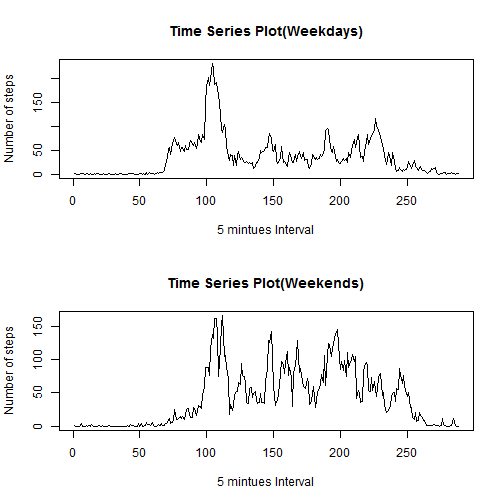 Time Series Plot(Weekdays)
Number of steps
0 50 150
0 50 100 150 200 250
5 mintues Interval
Time Series Plot(Weekends)
Number of steps
0 50 100 150
0 50 100 150 200 250
5 mintues Interval